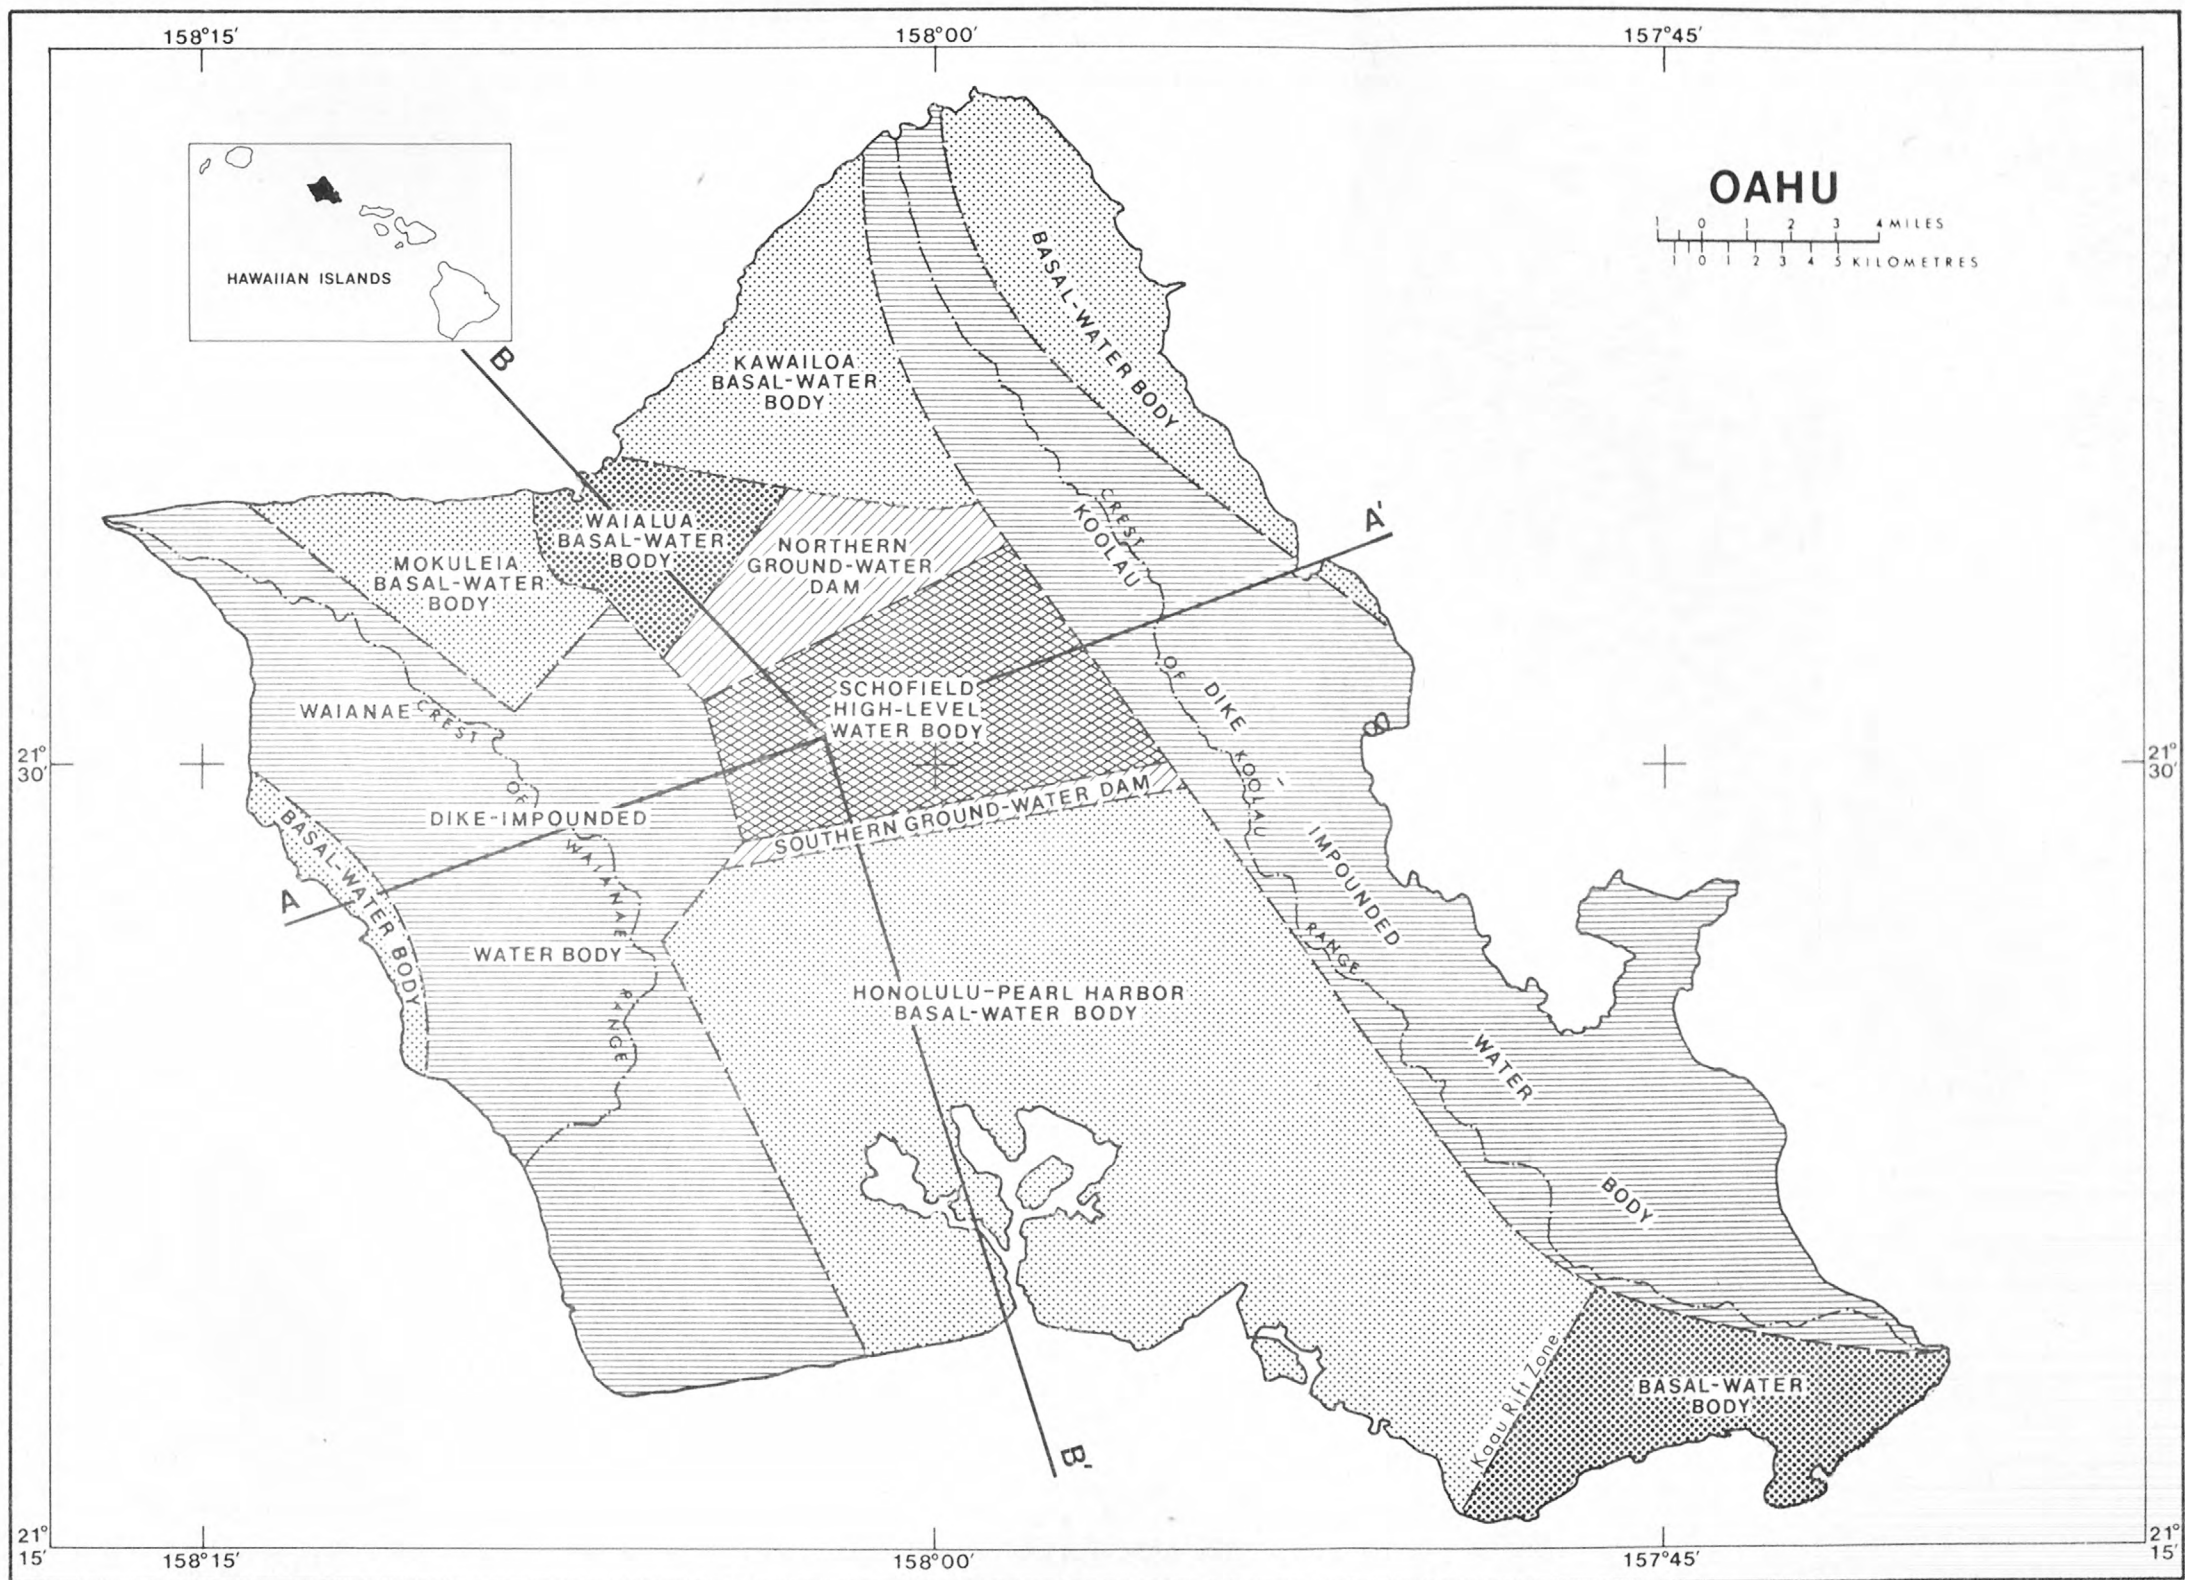 158°15'
158°00'
157°45'
OAHU
1 0 1 2 3 4 MILES
1 0 1 2 3 4 5 KILOMETRES
HAWAIIAN ISLANDS
B
KAWAILOA
BASAL-WATER
BODY
BASAL-WATER BODY
WAIALUA
BASAL-WATER
BODY
NORTHERN
GROUND-WATER
DAM
MOKULEIA
BASAL-WATER
BODY
CREST
OF
KOOLAU
RANGE
A'
KOOLAU
DIKE-
IMPOUNDED
WATER
BODY
SCHOFIELD
HIGH-LEVEL
WATER BODY
WAIANAE
DIKE-IMPOUNDED
WATER BODY
CREST
OF
WAIANAE
RANGE
21°
30'
21°
30'
SOUTHERN GROUND-WATER DAM
BASAL-WATER BODY
A
HONOLULU-PEARL HARBOR
BASAL-WATER BODY
Kaau Rift Zone
BASAL-WATER
BODY
B'
21°
15'
21°
15'
158°15'
158°00'
157°45'